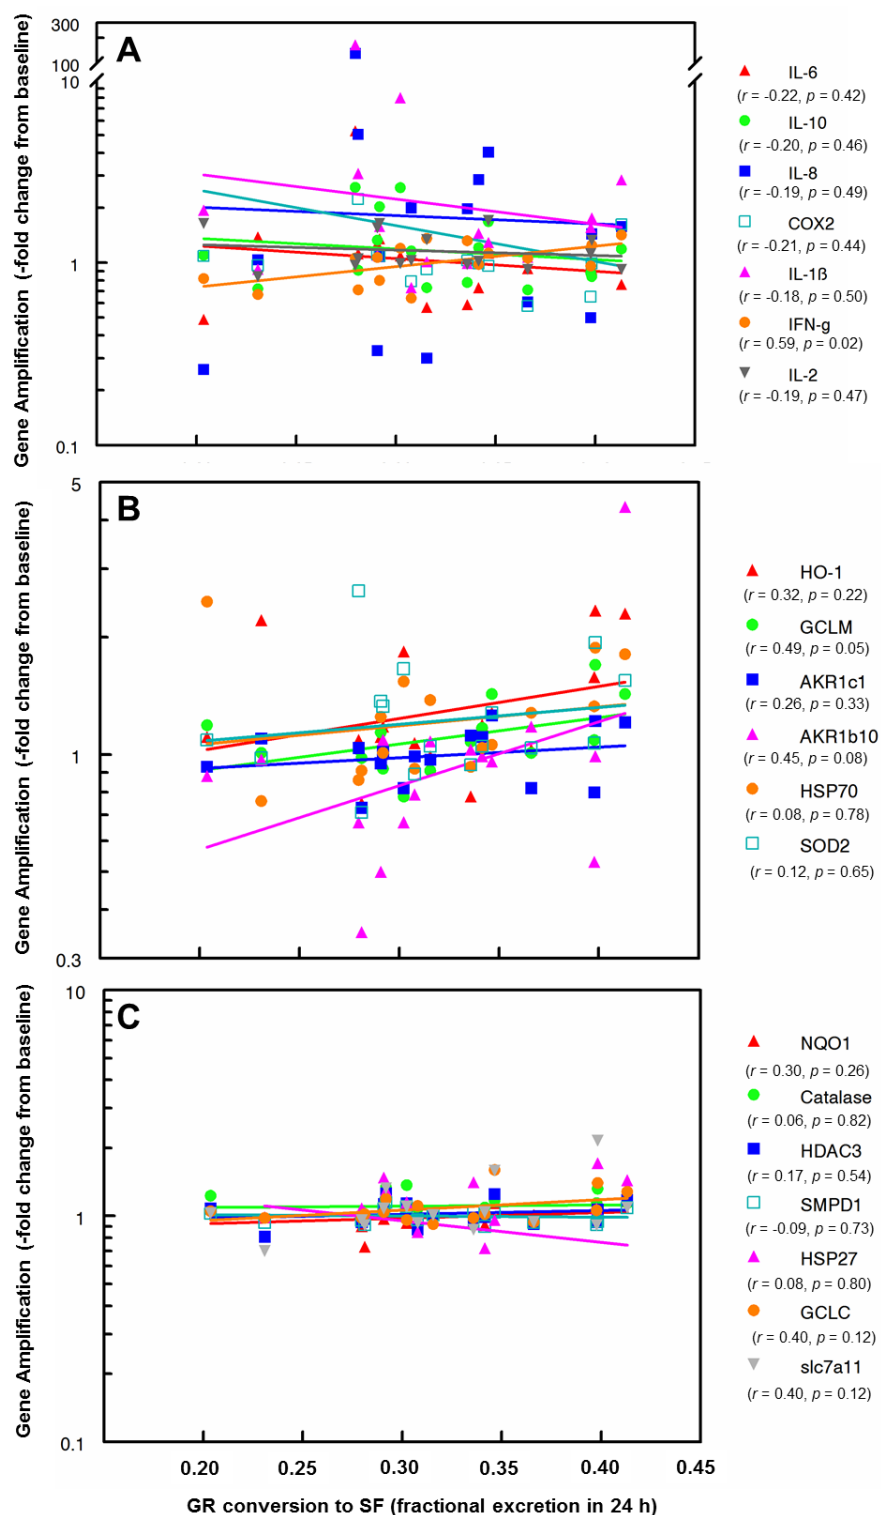 A
Gene Amplification (-fold change from baseline)
300
100
10
1
0.1
IL-6
(r = -0.22, p = 0.42)
IL-10
(r = -0.20, p = 0.46)
IL-8
(r = -0.19, p = 0.49)
COX2
(r = -0.21, p = 0.44)
IL-1ß
(r = -0.18, p = 0.50)
IFN-g
(r = 0.59, p = 0.02)
IL-2
(r = -0.19, p = 0.47)
B
Gene Amplification (-fold change from baseline)
5
1
0.3
HO-1
(r = 0.32, p = 0.22)
GCLM
(r = 0.49, p = 0.05)
AKR1c1
(r = 0.26, p = 0.33)
AKR1b10
(r = 0.45, p = 0.08)
HSP70
(r = 0.08, p = 0.78)
SOD2
(r = 0.12, p = 0.65)
C
Gene Amplification (-fold change from baseline)
10
1
0.1
NQO1
(r = 0.30, p = 0.26)
Catalase
(r = 0.06, p = 0.82)
HDAC3
(r = 0.17, p = 0.54)
SMPD1
(r = -0.09, p = 0.73)
HSP27
(r = 0.08, p = 0.80)
GCLC
(r = 0.40, p = 0.12)
slc7a11
(r = 0.40, p = 0.12)
0.20 0.25 0.30 0.35 0.40 0.45
GR conversion to SF (fractional excretion in 24 h)